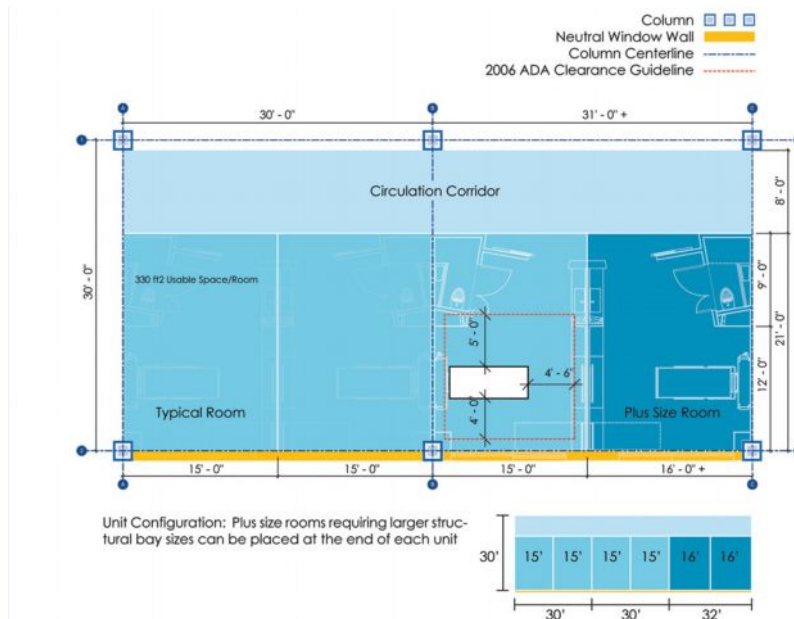 Column
Neutral Window Wall
Column Centerline
2006 ADA Clearance Guideline
A
B
C
30' - 0"
31' - 0" +
1
Circulation Corridor
8' - 0"
30' - 0"
330 ft2 Usable Space/Room
9' - 0"
21' - 0"
5' - 0"
4' - 6"
12' - 0"
4' - 0"
Typical Room
Plus Size Room
15' - 0"
15' - 0"
15' - 0"
16' - 0" +
Unit Configuration: Plus size rooms requiring larger struc-
tural bay sizes can be placed at the end of each unit
30'
15'
15'
15'
15'
16'
16'
30'
30'
32'